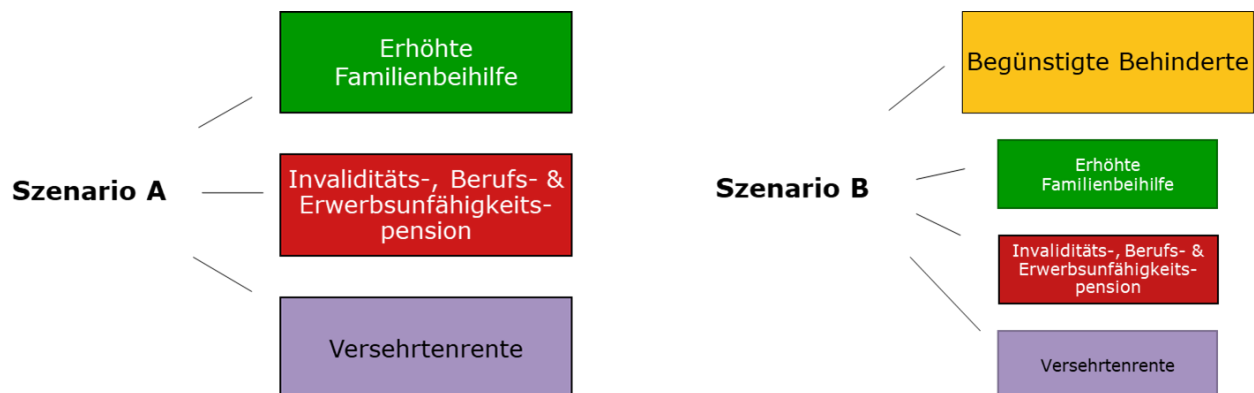 Szenario A
Erhöhte
Familienbeihilfe
Invaliditäts-, Berufs- &
Erwerbsunfähigkeits-
pension
Versehrtenrente
Szenario B
Begünstigte Behinderte
Erhöhte
Familienbeihilfe
Invaliditäts-, Berufs- &
Erwerbsunfähigkeits-
pension
Versehrtenrente